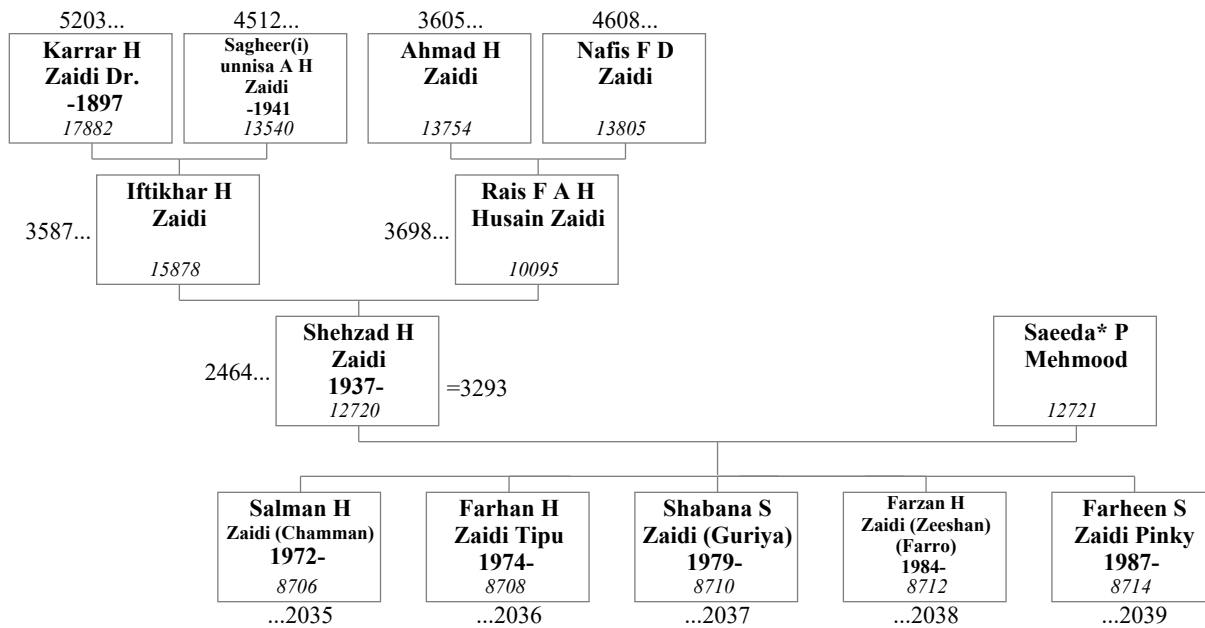 5203...
Karrar H
Zaidi Dr.
-1897
17882
4512...
Sagheer(i)
unnisa A H
Zaidi
-1941
13540
3605...
Ahmad H
Zaidi
13754
4608...
Nafis F D
Zaidi
13805
3587...
Iftikhar H
Zaidi
15878
3698...
Rais F A H
Husain Zaidi
10095
2464...
Shehzad H
Zaidi
1937-
12720
=3293
Saeeda* P
Mehmood
12721
Salman H
Zaidi (Chamman)
1972-
8706
...2035
Farhan H
Zaidi Tipu
1974-
8708
...2036
Shabana S
Zaidi (Guriya)
1979-
8710
...2037
Farzan H
Zaidi (Zeeshan)
(Farro)
1984-
8712
...2038
Farheen S
Zaidi Pinky
1987-
8714
...2039